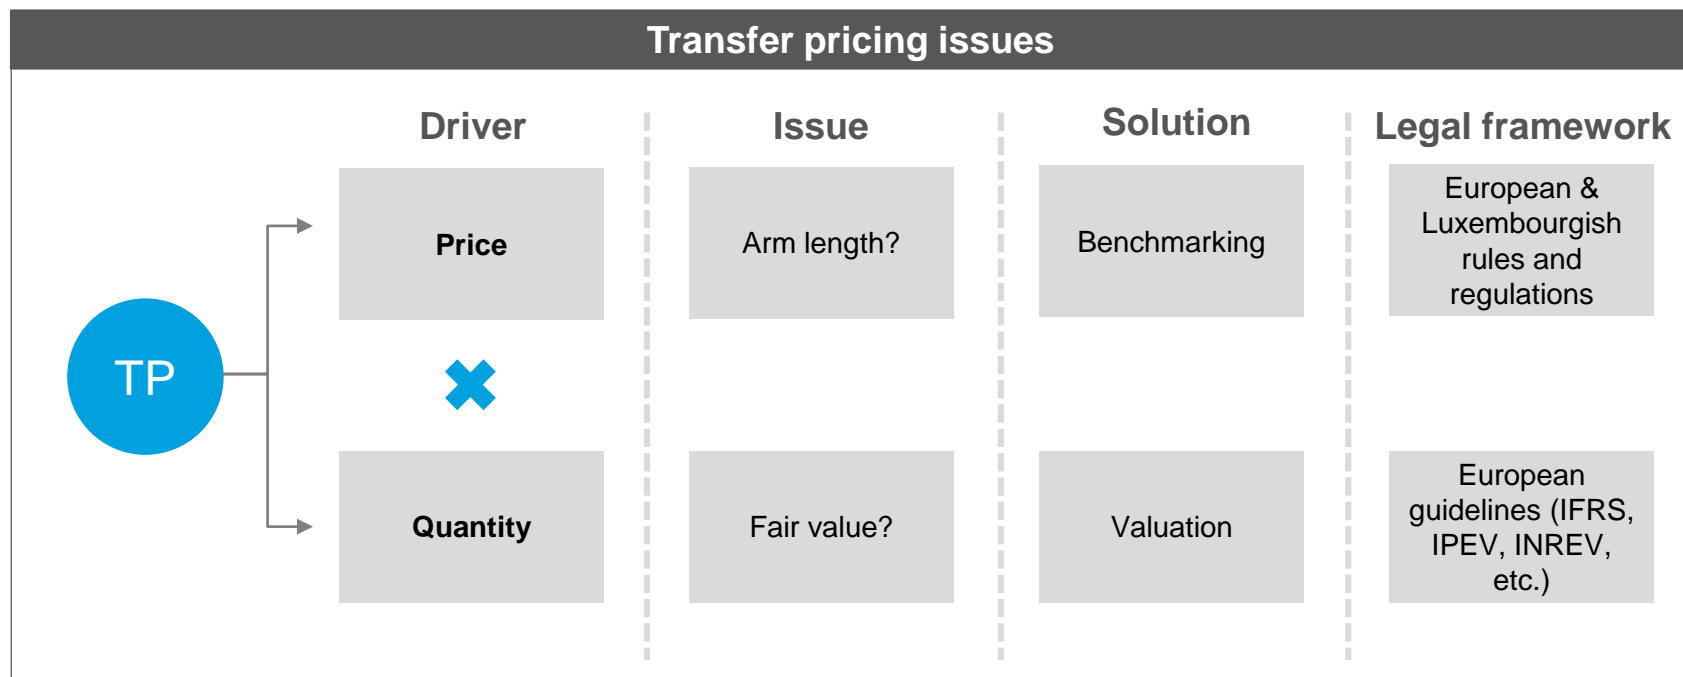 Transfer pricing issues
Driver
Issue
Solution
Legal framework
TP
Price
Arm length?
Benchmarking
European &
Luxembourgish
rules and
regulations
Quantity
Fair value?
Valuation
European
guidelines (IFRS,
IPEV, INREV,
etc.)